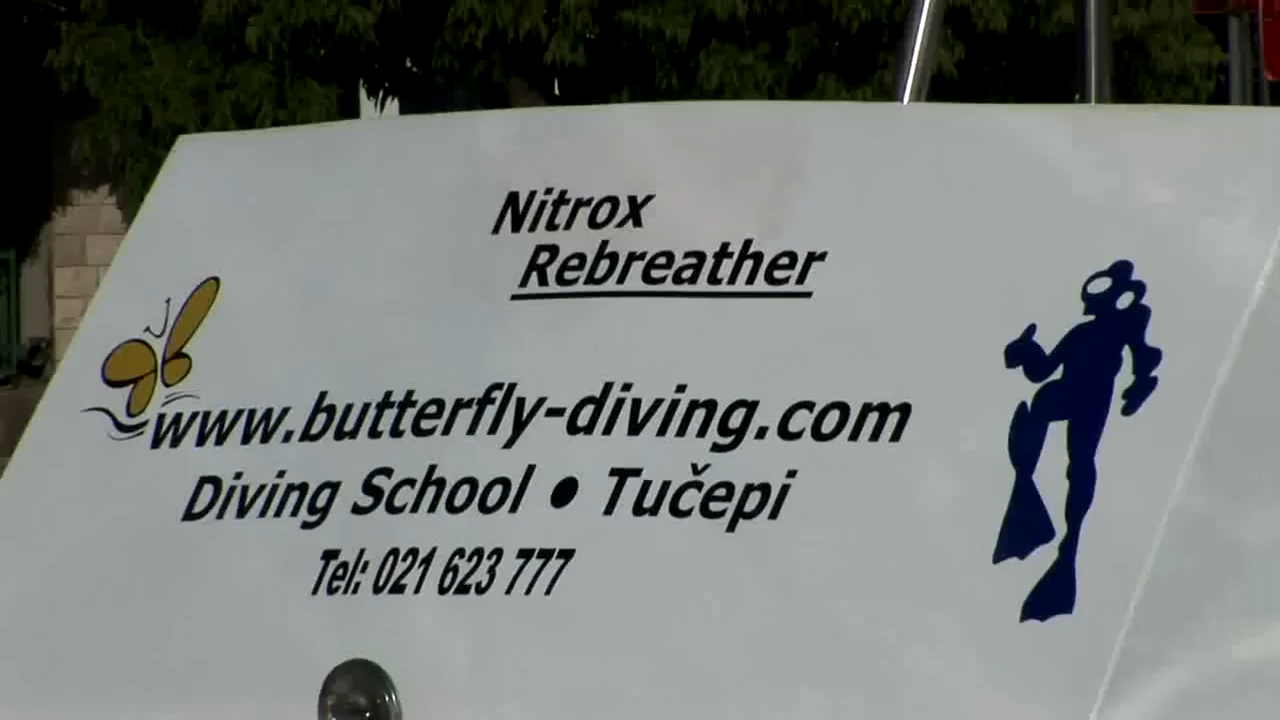 Nitrox
Rebreather
www.butterfly-diving.com
Diving School • Tučepi
Tel: 021 623 777